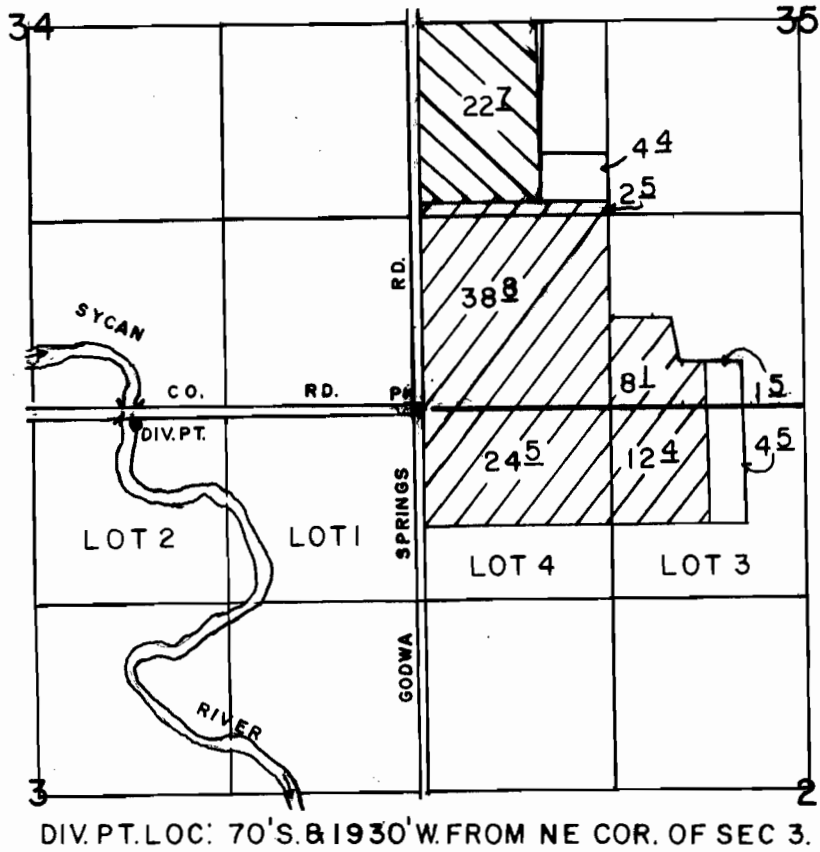 34 35
22 7
4 4
2 5
RD.
38 8
SYCAN
CO. RD.
8 1
1 5
DIV. PT.
24 5
12 4
4 5
SPRINGS
LOT 2
LOT 1
LOT 4
LOT 3
GODWA
RIVER
3 2
DIV. PT. LOC: 70'S. & 1930'W. FROM NE COR. OF SEC 3.